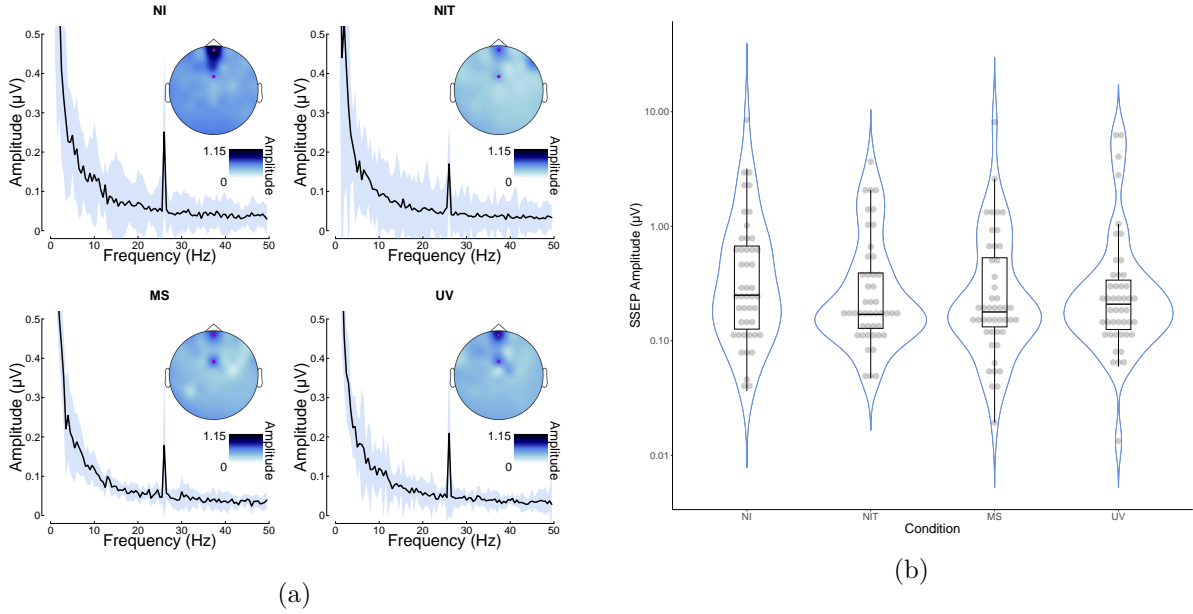 NI
Amplitude (µV)
0.5
0.4
0.3
0.2
0.1
0
1.15
0
Amplitude
0
10
20
30
40
50
Frequency (Hz)
NIT
Amplitude (µV)
0.5
0.4
0.3
0.2
0.1
0
1.15
0
Amplitude
0
10
20
30
40
50
Frequency (Hz)
MS
Amplitude (µV)
0.5
0.4
0.3
0.2
0.1
0
1.15
0
Amplitude
0
10
20
30
40
50
Frequency (Hz)
UV
Amplitude (µV)
0.5
0.4
0.3
0.2
0.1
0
1.15
0
Amplitude
0
10
20
30
40
50
Frequency (Hz)
(a)
SSEP Amplitude (µV)
10.00
1.00
0.10
0.01
NI
NIT
MS
UV
Condition
(b)